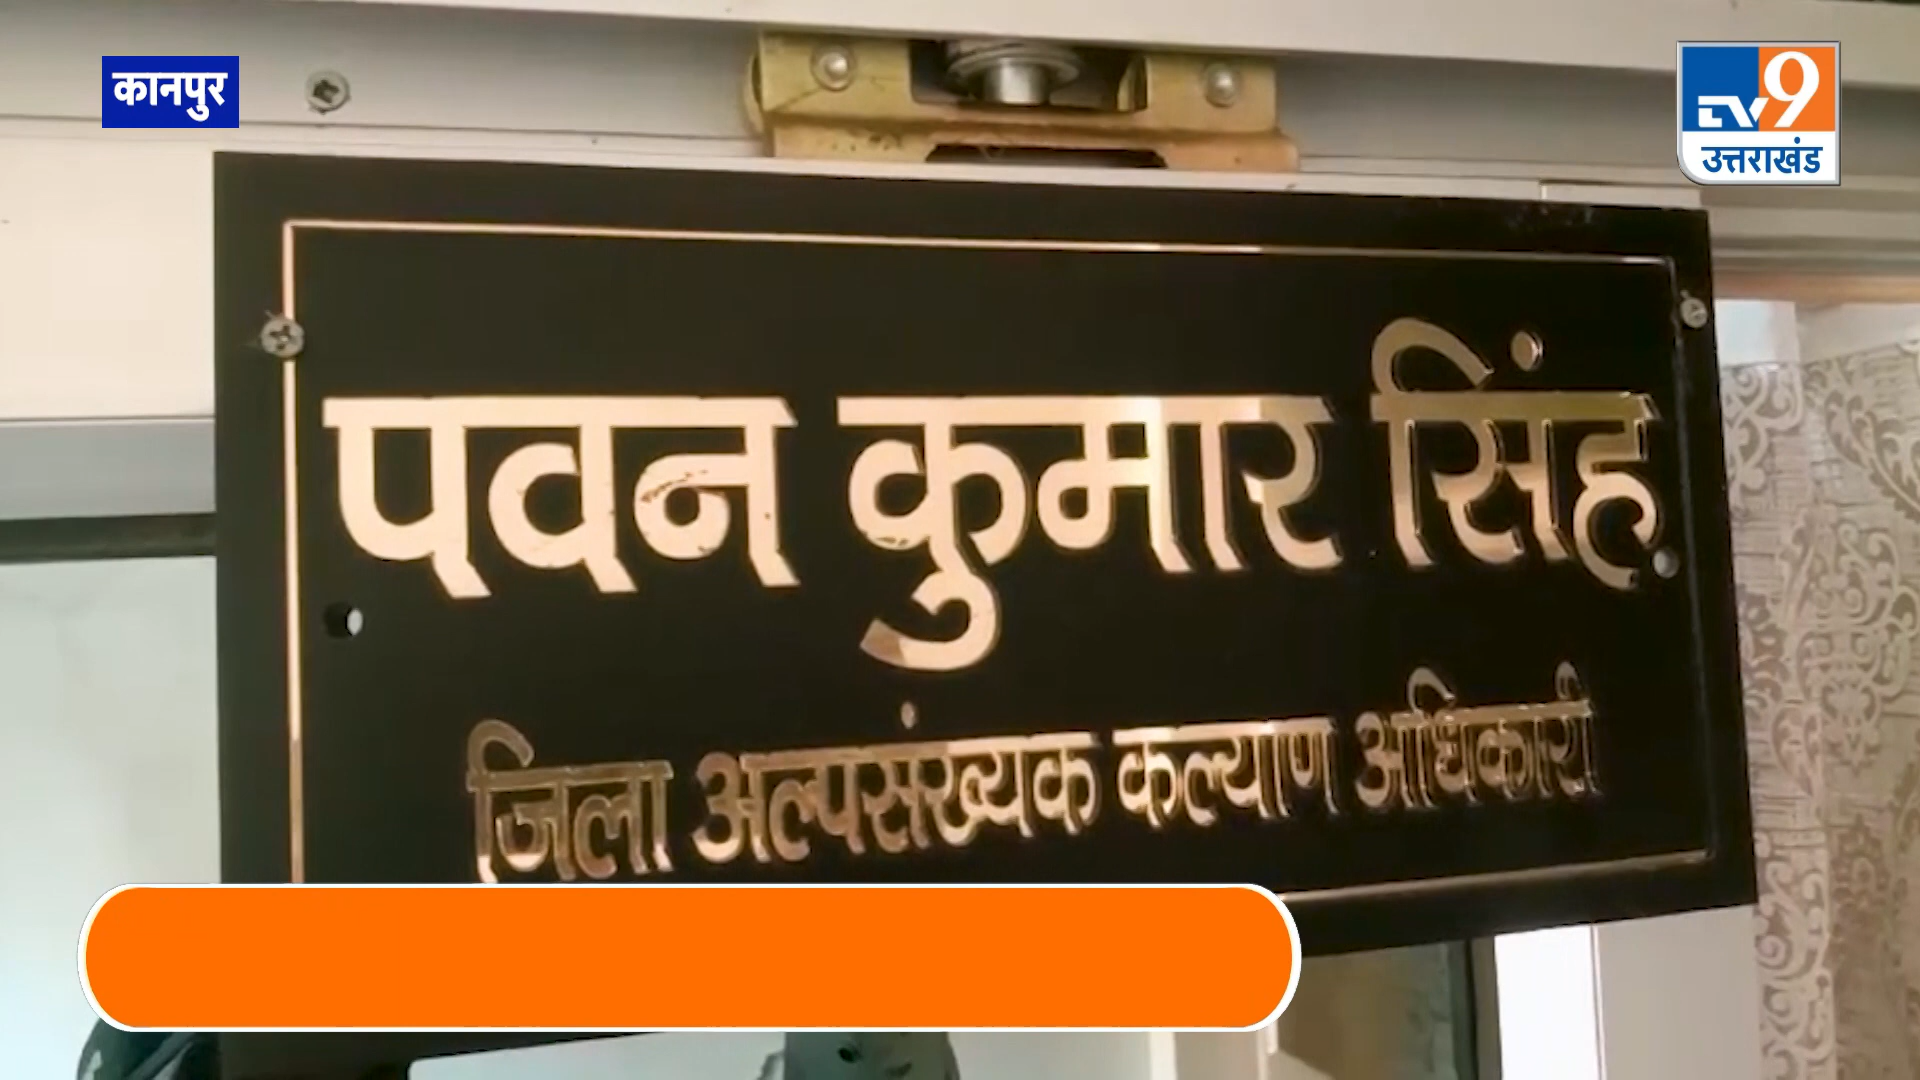 कानपुर
TV9
उत्तराखंड
पवन कुमार सिंह
जिला अल्पसंख्यक कल्याण अधिकारी